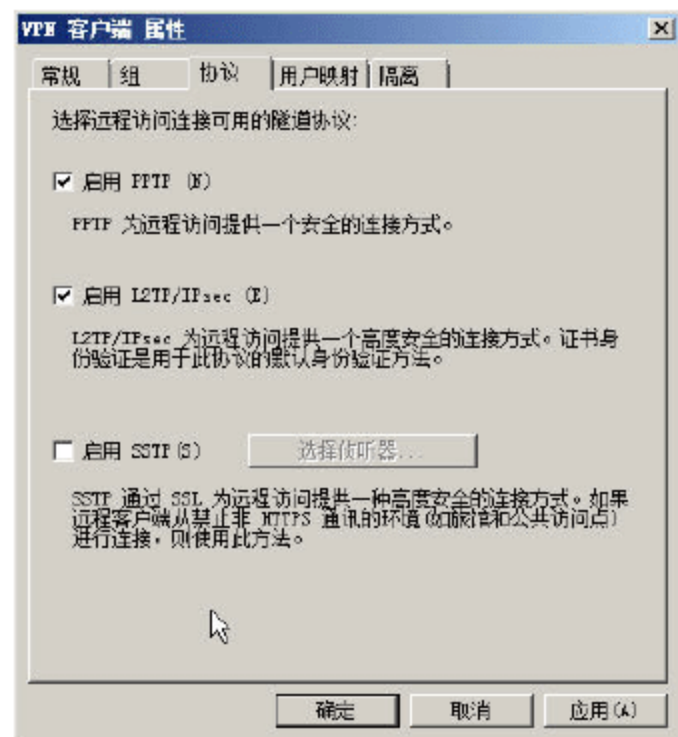 VPN 客户端 属性
常规 组 协议 用户映射 隔离
选择远程访问连接可用的隧道协议:
启用 PPTP (N)
PPTP 为远程访问提供一个安全的连接方式。
启用 L2TP/IPsec (E)
L2TP/IPsec 为远程访问提供一个高度安全的连接方式。证书身
份验证是用于此协议的默认身份验证方法。
启用 SSTP(S) 选择侦听器...
SSTP 通过 SSL 为远程访问提供一种高度安全的连接方式。如果
远程客户端从禁止非 HTTPS 通讯的环境(如旅馆和公共访问点)
进行连接，则使用此方法。
确定 取消 应用(A)